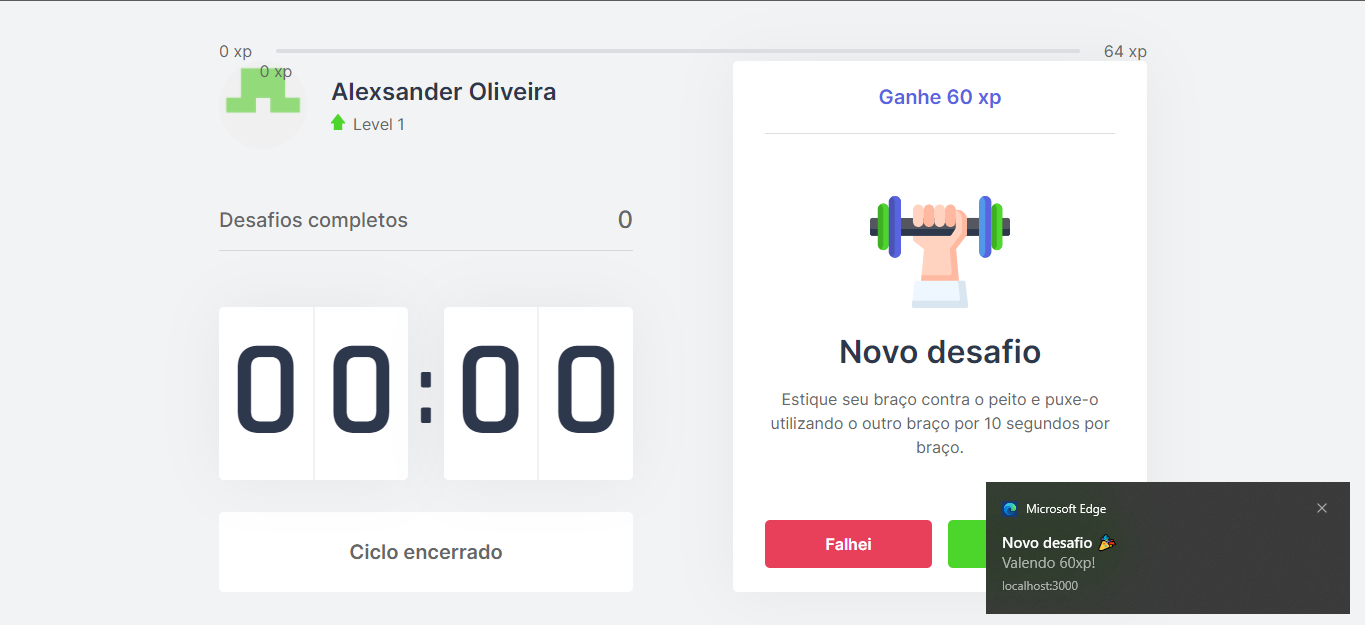 0 xp
64 xp
0 xp
Alexsander Oliveira
Level 1
Desafios completos
0
00:00
Ciclo encerrado
Ganhe 60 xp
Novo desafio
Estique seu braço contra o peito e puxe-o
utilizando o outro braço por 10 segundos por
braço.
Falhei
Microsoft Edge
Novo desafio 🎉
Valendo 60xp!
localhost:3000